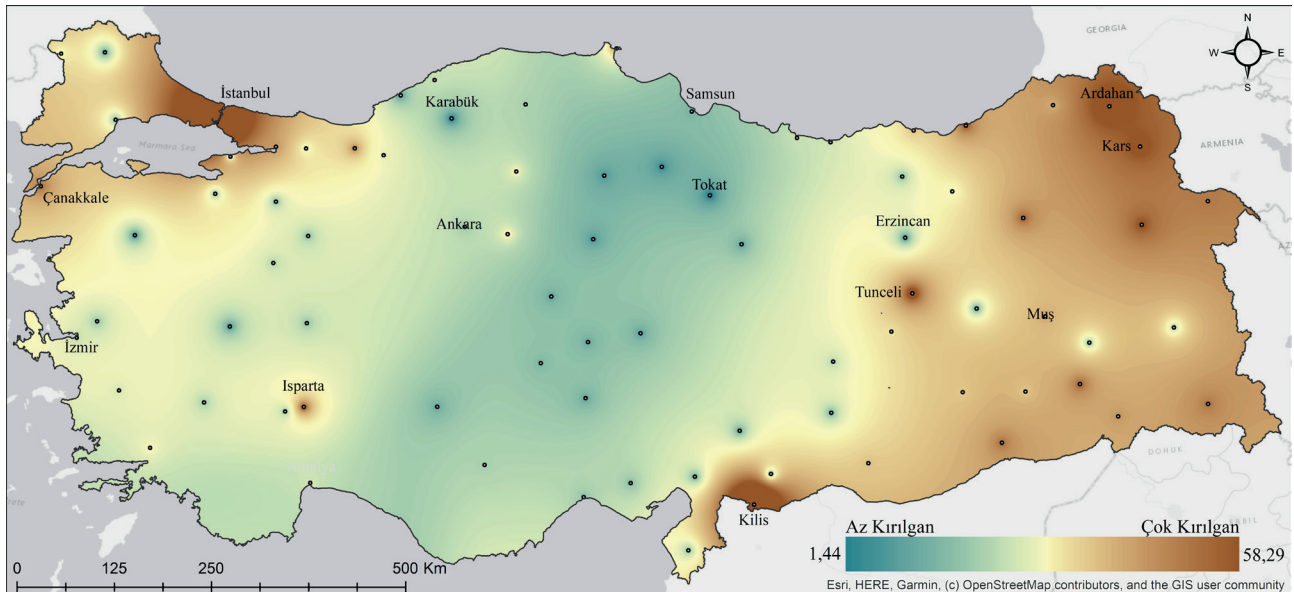 N
W E
S
GEORGIA
ARMENIA
Marmara Sea
İstanbul
Karabük
Samsun
Ardahan
Kars
Çanakkale
Tokat
Ankara
Erzincan
Tunceli
Muş
İzmir
Isparta
Antalya
Kilis
DOHUK
Az Kırılgan Çok Kırılgan
1,44 58,29
0 125 250 500 Km
Esri, HERE, Garmin, (c) OpenStreetMap contributors, and the GIS user community